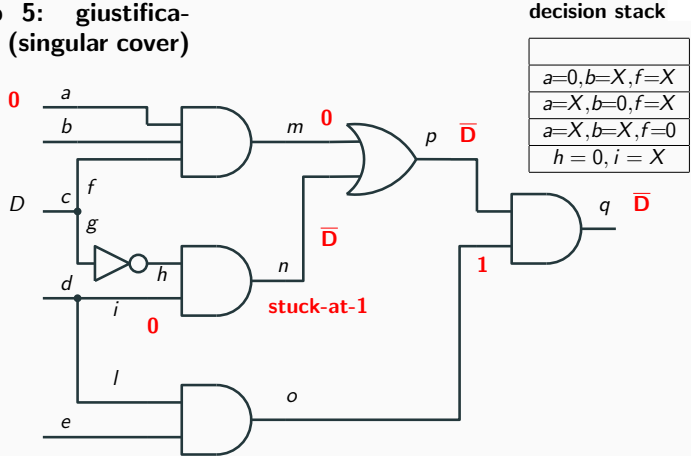 5: giustifica-
(singular cover)
decision stack
a=0,b=X,f=X
a=X,b=0,f=X
a=X,b=X,f=0
h = 0, i = X
0
a
b
m
0
p
D̅
D
c
f
g
h
n
D̅
q
D̅
1
d
i
0
stuck-at-1
l
o
e